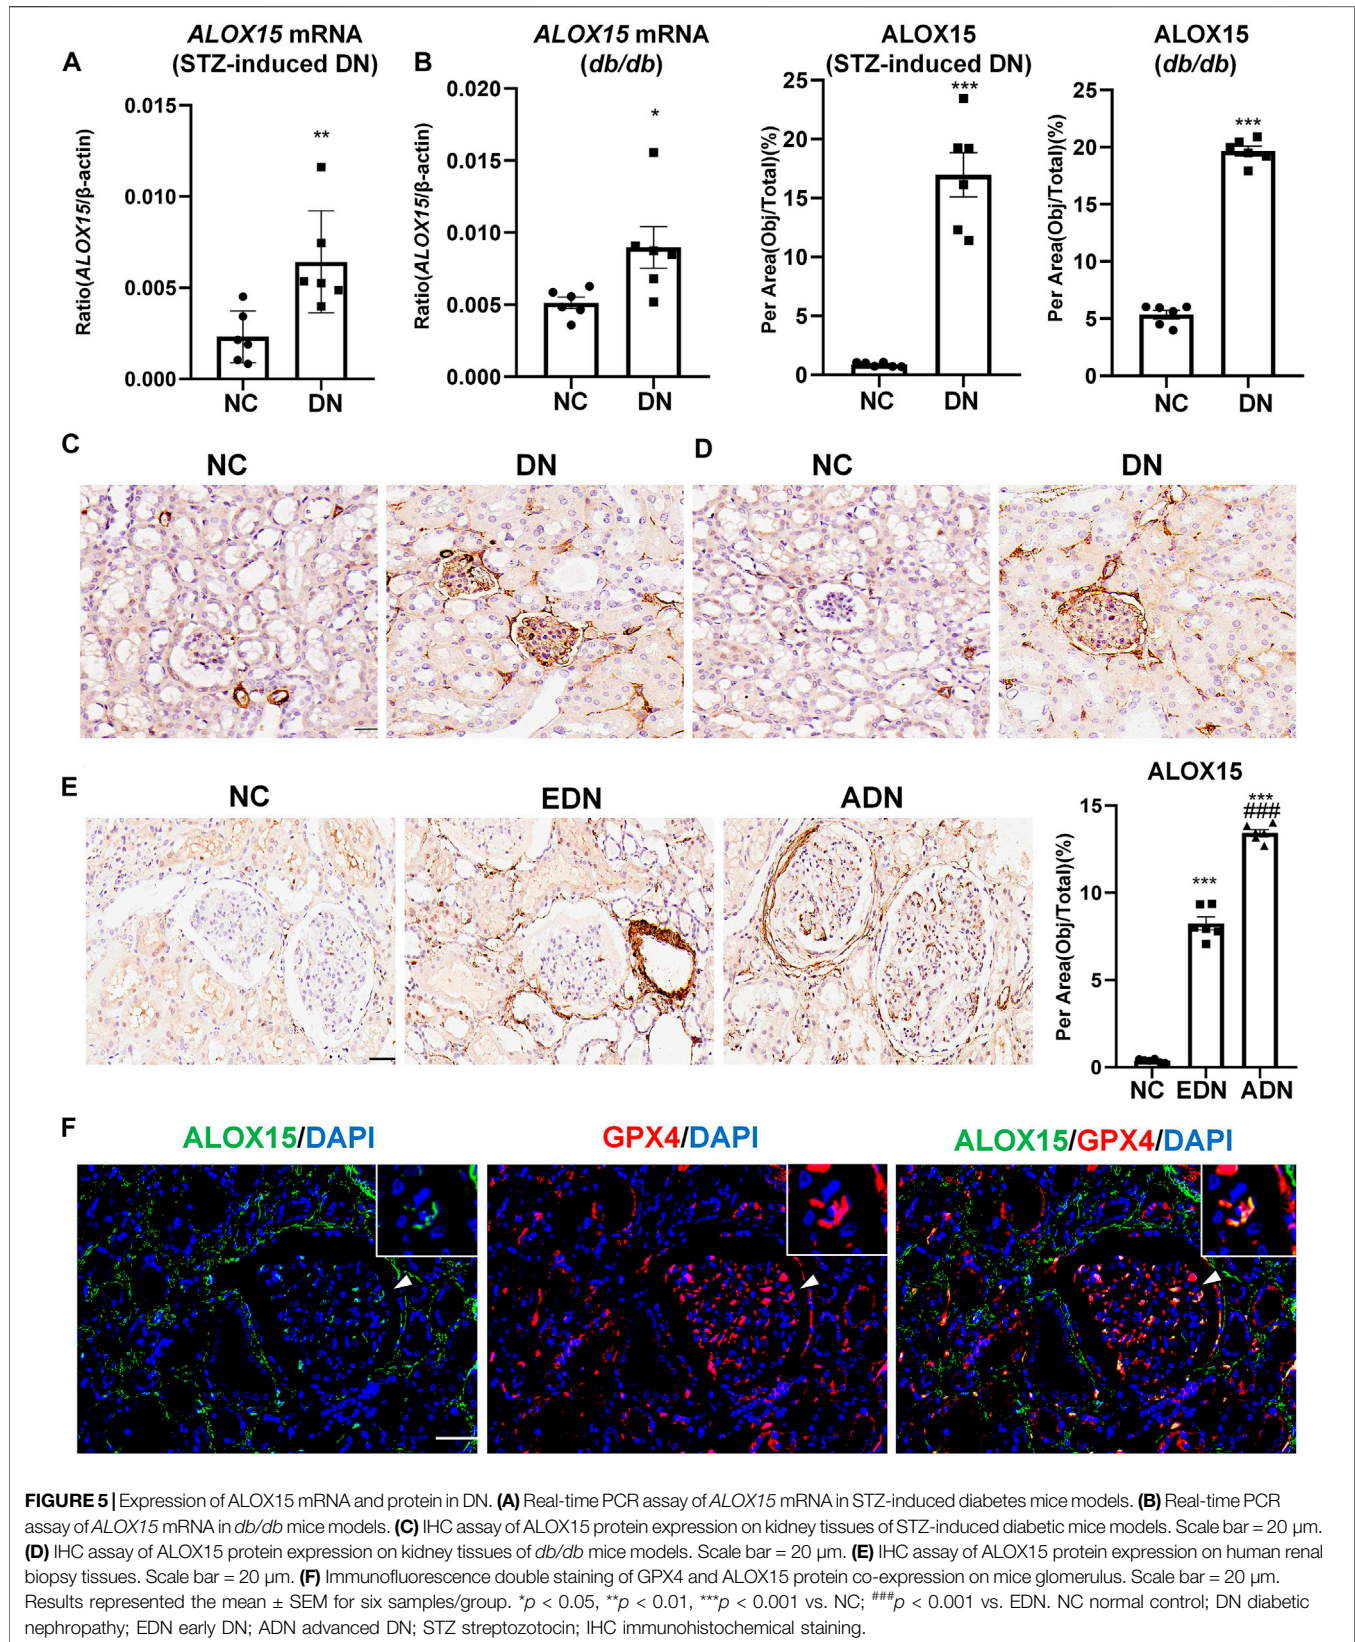 A
ALOX15 mRNA
(STZ-induced DN)
Ratio(ALOX15/β-actin)
0.015
0.010
0.005
0.000
**
NC DN
B
ALOX15 mRNA
(db/db)
Ratio(ALOX15/β-actin)
0.020
0.015
0.010
0.005
0.000
*
NC DN
ALOX15
(STZ-induced DN)
Per Area(Obj/Total)(%)
25
20
15
10
5
0
***
NC DN
ALOX15
(db/db)
Per Area(Obj/Total)(%)
25
20
15
10
5
0
***
NC DN
C
NC DN
D
NC DN
E
NC EDN ADN
ALOX15
Per Area(Obj/Total)(%)
15
10
5
0
***
***
###
NC EDN ADN
F
ALOX15/DAPI
GPX4/DAPI
ALOX15/GPX4/DAPI
FIGURE 5 | Expression of ALOX15 mRNA and protein in DN. (A) Real-time PCR assay of ALOX15 mRNA in STZ-induced diabetes mice models. (B) Real-time PCR
assay of ALOX15 mRNA in db/db mice models. (C) IHC assay of ALOX15 protein expression on kidney tissues of STZ-induced diabetic mice models. Scale bar = 20 μm.
(D) IHC assay of ALOX15 protein expression on kidney tissues of db/db mice models. Scale bar = 20 μm. (E) IHC assay of ALOX15 protein expression on human renal
biopsy tissues. Scale bar = 20 μm. (F) Immunofluorescence double staining of GPX4 and ALOX15 protein co-expression on mice glomerulus. Scale bar = 20 μm.
Results represented the mean ± SEM for six samples/group. *p < 0.05, **p < 0.01, ***p < 0.001 vs. NC; ###p < 0.001 vs. EDN. NC normal control; DN diabetic
nephropathy; EDN early DN; ADN advanced DN; STZ streptozotocin; IHC immunohistochemical staining.